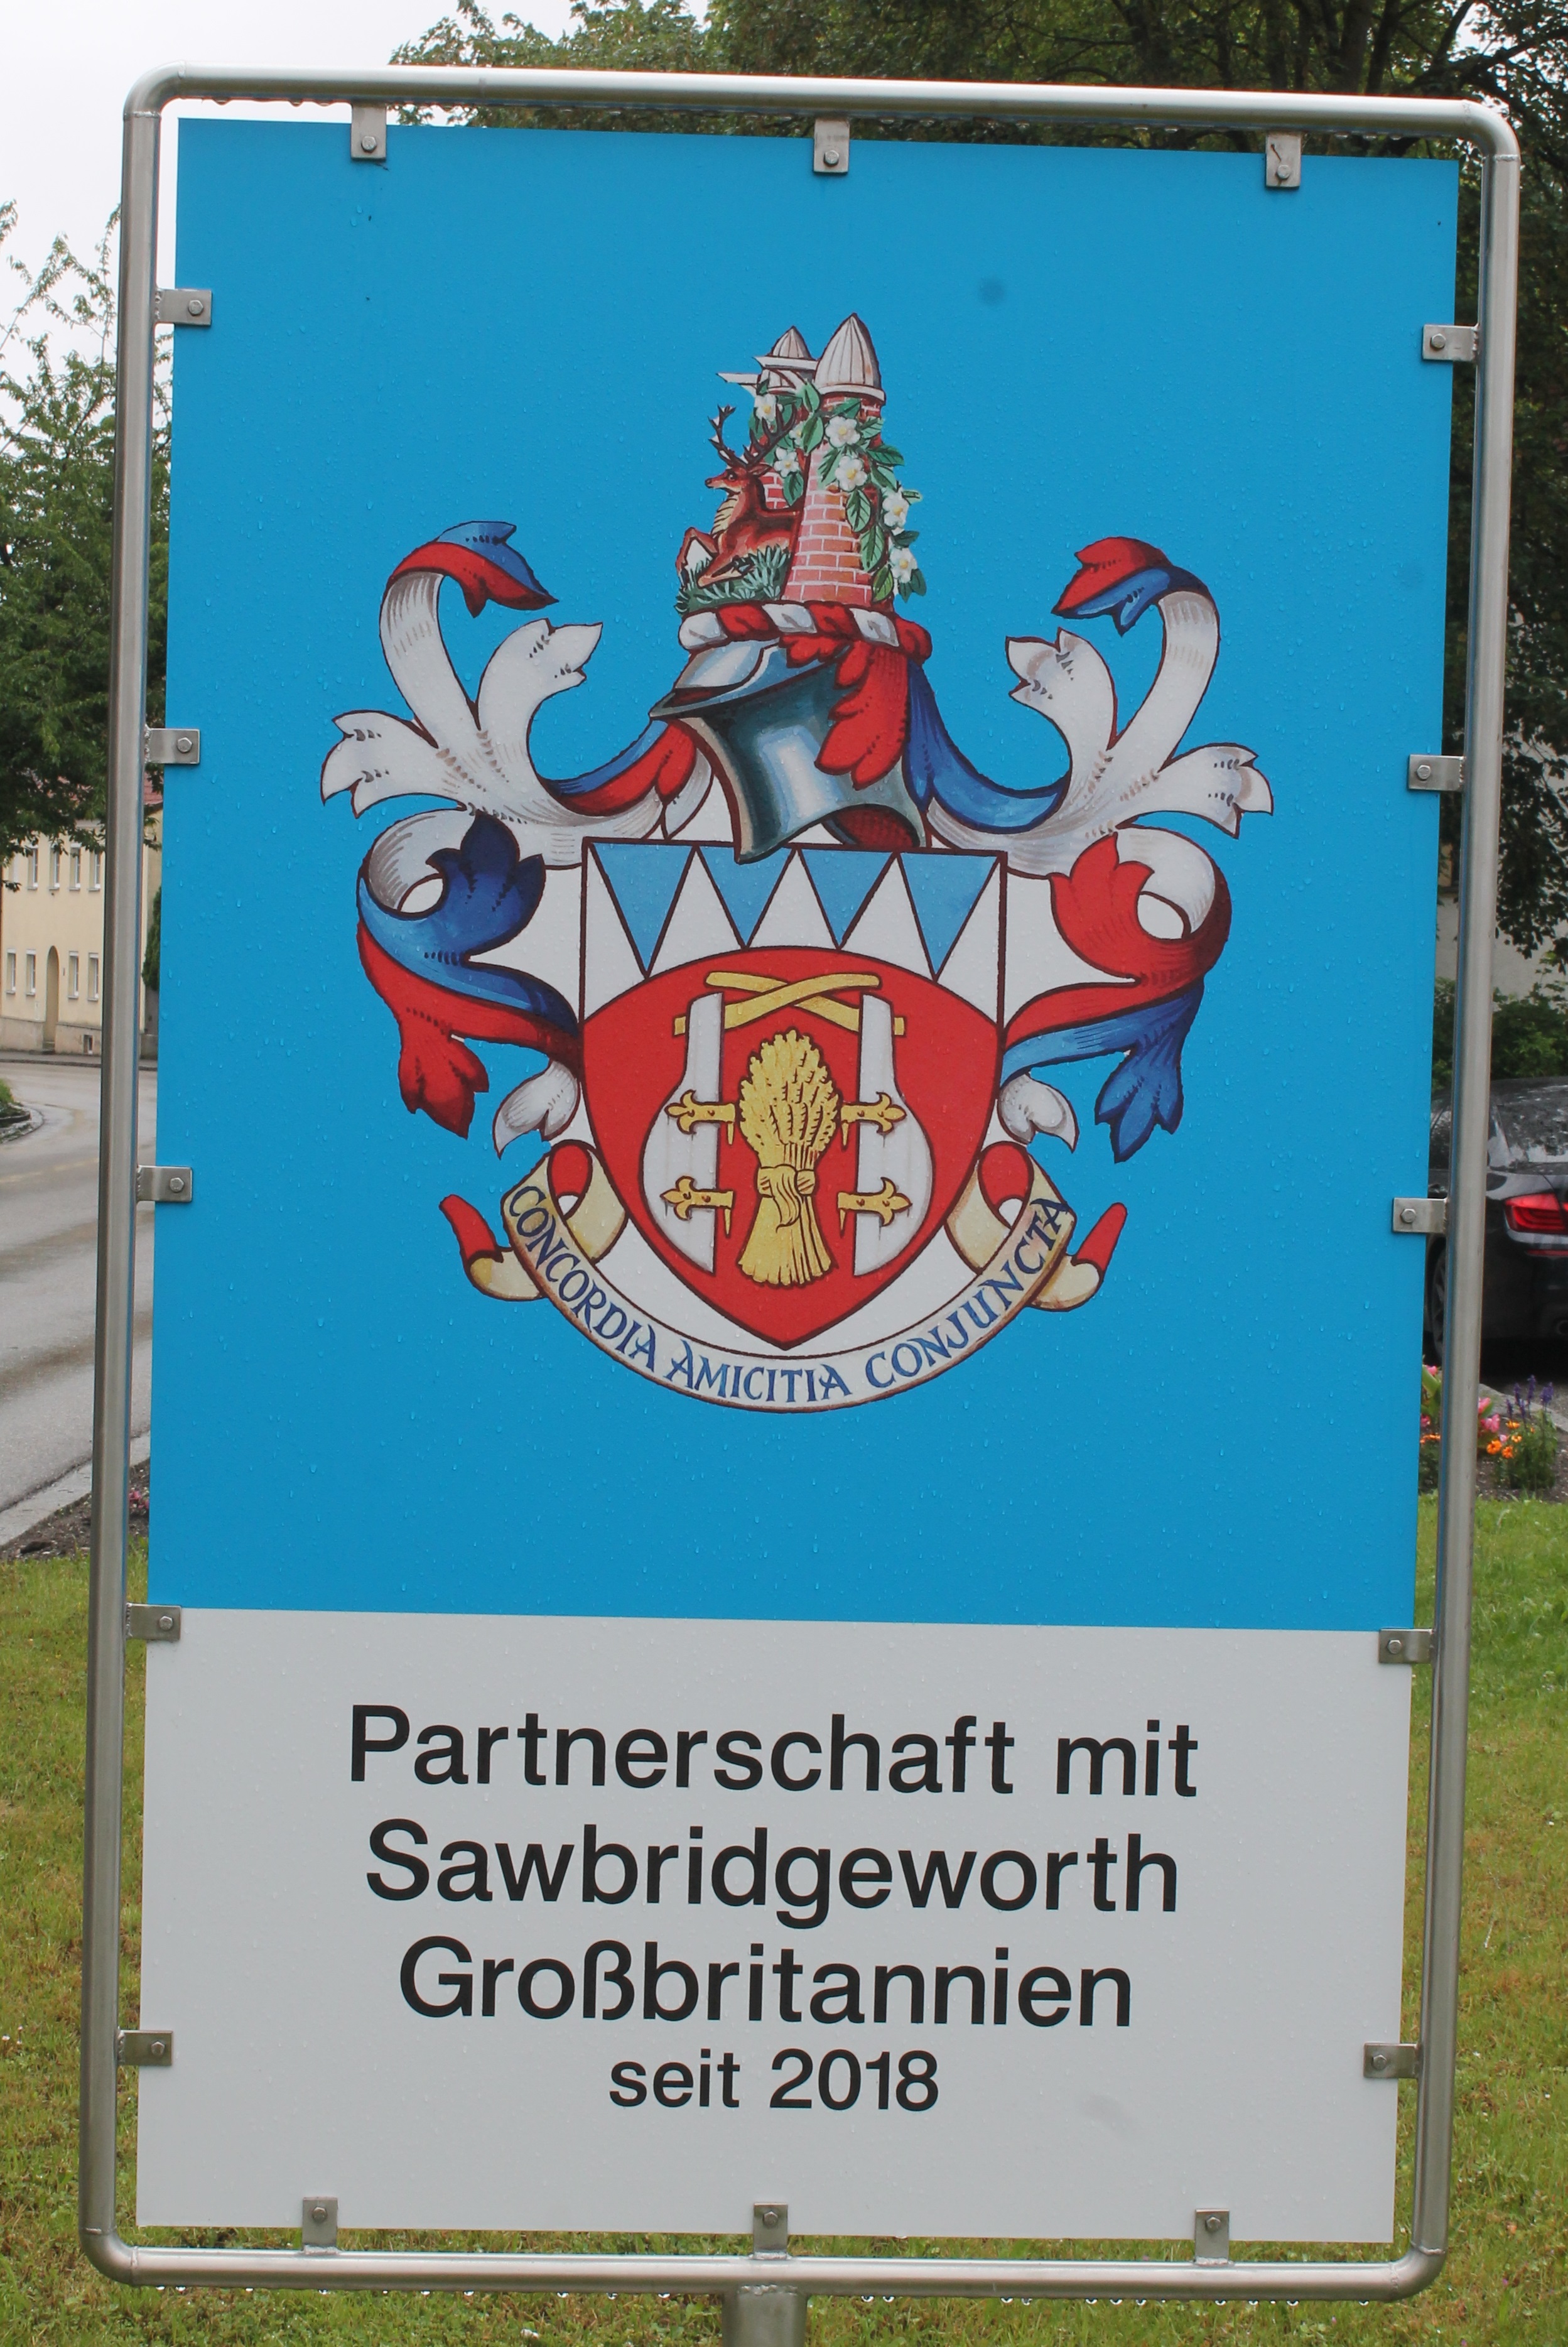 CONCORDIA AMICITIA CONJUNCTA
Partnerschaft mit
Sawbridgeworth
Großbritannien
seit 2018